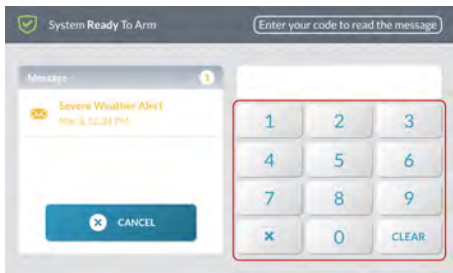 System Ready To Arm
Enter your code to read the message
Message 1
Severe Weather Alert
Mar 3, 12:31 PM
1 2 3
4 5 6
7 8 9
CANCEL
× 0 CLEAR